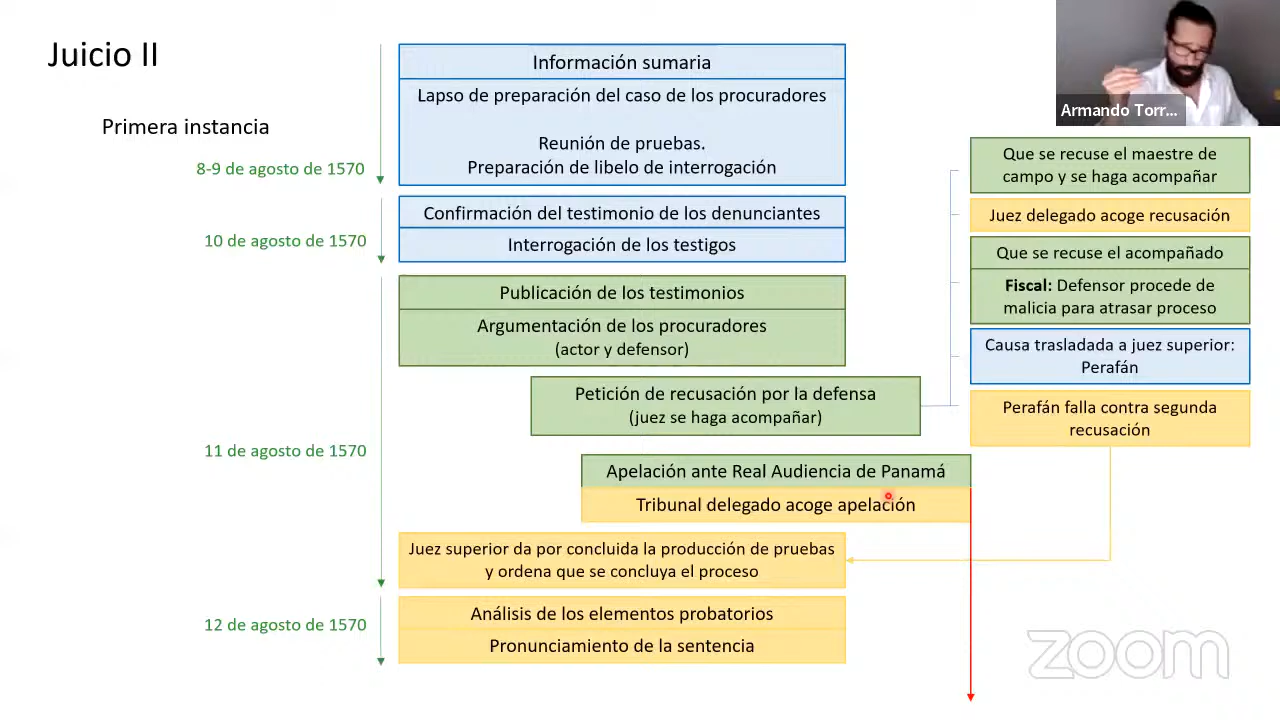 Juicio II
Primera instancia
8-9 de agosto de 1570
10 de agosto de 1570
11 de agosto de 1570
12 de agosto de 1570
Información sumaria
Lapso de preparación del caso de los procuradores
Reunión de pruebas.
Preparación de libelo de interrogación
Confirmación del testimonio de los denunciantes
Interrogación de los testigos
Publicación de los testimonios
Argumentación de los procuradores
(actor y defensor)
Petición de recusación por la defensa
(juez se haga acompañar)
Apelación ante Real Audiencia de Panamá
Tribunal delegado acoge apelación
Juez superior da por concluida la producción de pruebas
y ordena que se concluya el proceso
Análisis de los elementos probatorios
Pronunciamiento de la sentencia
Armando Torr...
Que se recuse el maestre de
campo y se haga acompañar
Juez delegado acoge recusación
Que se recuse el acompañado
Fiscal: Defensor procede de
malicia para atrasar proceso
Causa trasladada a juez superior:
Perafán
Perafán falla contra segunda
recusación
zoom